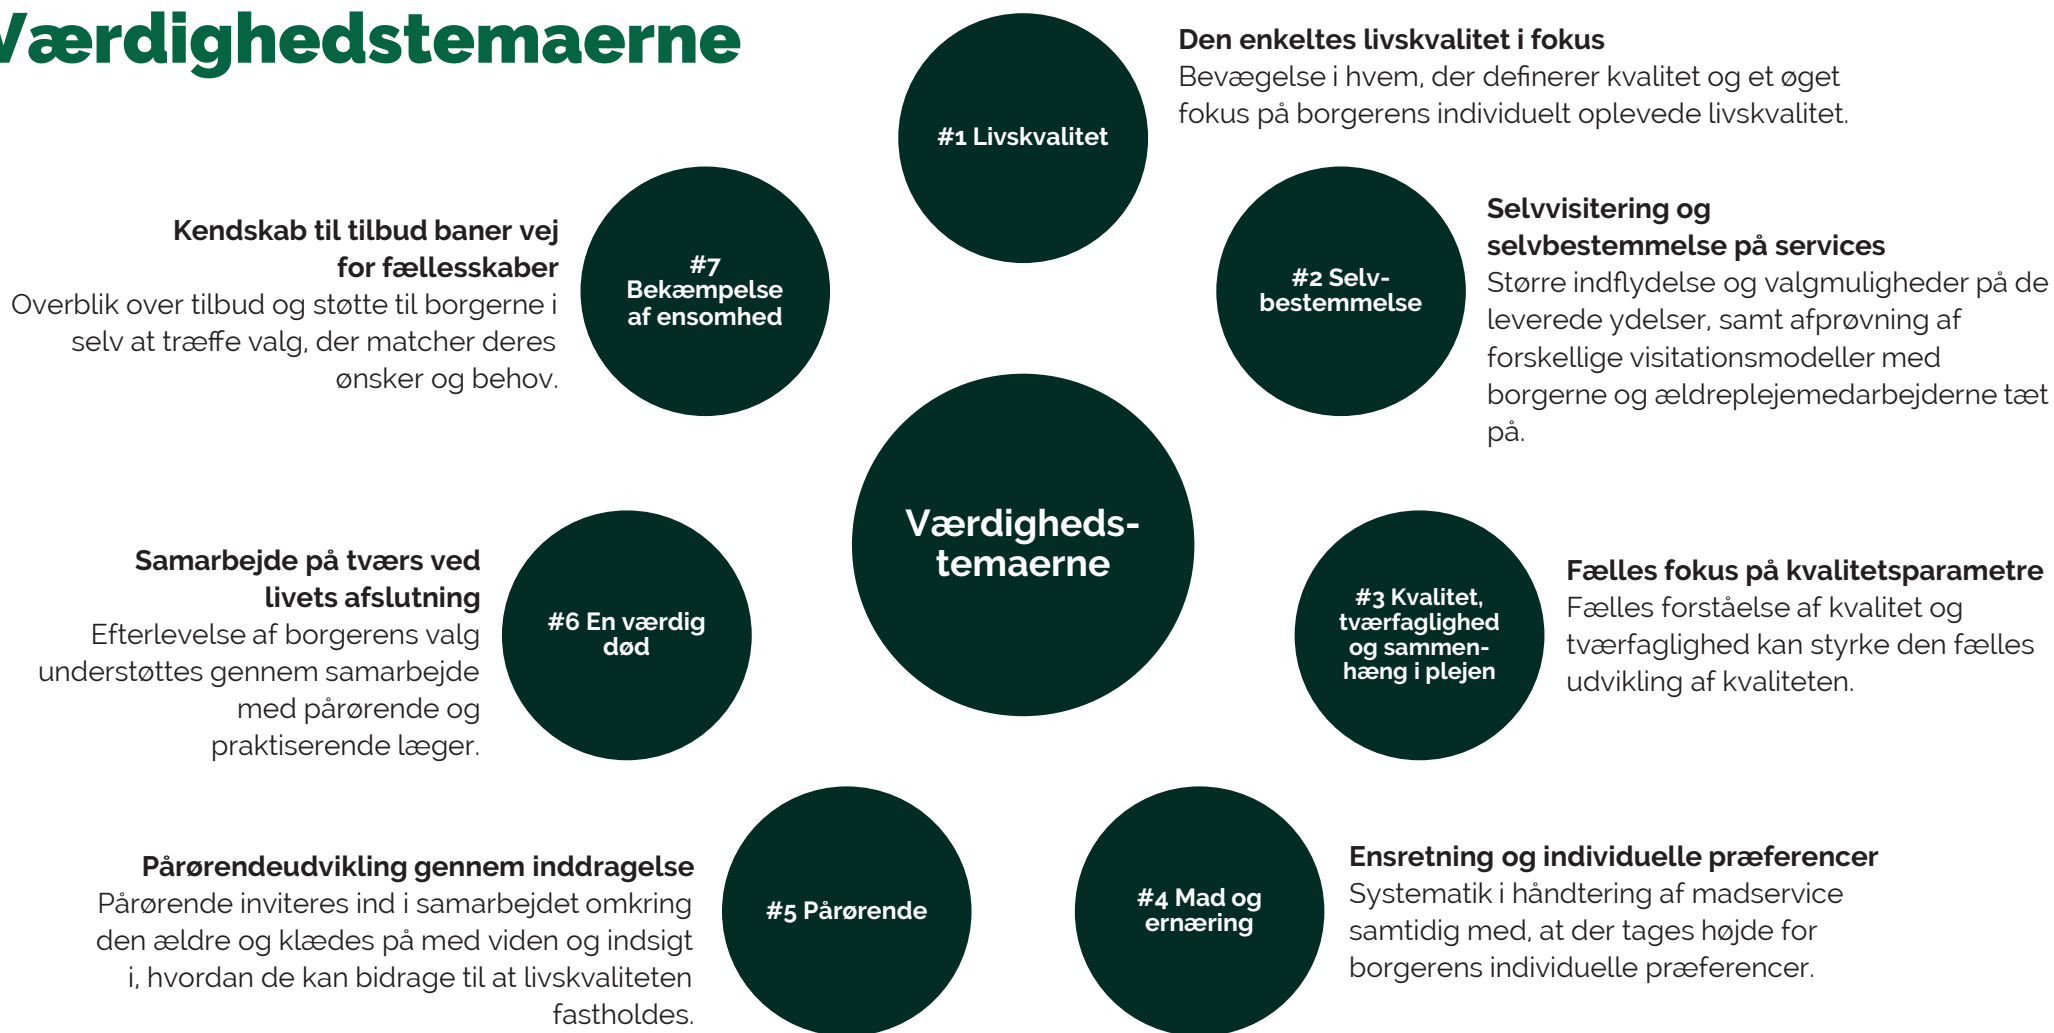 Værdighedstemaerne
#1 Livskvalitet
Den enkeltes livskvalitet i fokus
Bevægelse i hvem, der definerer kvalitet og et øget
fokus på borgerens individuelt oplevede livskvalitet.
#2 Selv-
bestemmelse
Selvvisitering og
selvbestemmelse på services
Større indflydelse og valgmuligheder på de
leverede ydelser, samt afprøvning af
forskellige visitationsmodeller med
borgerne og ældreplejemedarbejderne tæt
på.
Værdigheds-
temaerne
#3 Kvalitet,
tværfaglighed
og sammen-
hæng i plejen
Fælles fokus på kvalitetsparametre
Fælles forståelse af kvalitet og
tværfaglighed kan styrke den fælles
udvikling af kvaliteten.
#4 Mad og
ernæring
Ensretning og individuelle præferencer
Systematik i håndtering af madservice
samtidig med, at der tages højde for
borgerens individuelle præferencer.
#5 Pårørende
Pårørendeudvikling gennem inddragelse
Pårørende inviteres ind i samarbejdet omkring
den ældre og klædes på med viden og indsigt
i, hvordan de kan bidrage til at livskvaliteten
fastholdes.
#6 En værdig
død
Samarbejde på tværs ved
livets afslutning
Efterlevelse af borgerens valg
understøttes gennem samarbejde
med pårørende og
praktiserende læger.
#7
Bekæmpelse
af ensomhed
Kendskab til tilbud baner vej
for fællesskaber
Overblik over tilbud og støtte til borgerne i
selv at træffe valg, der matcher deres
ønsker og behov.